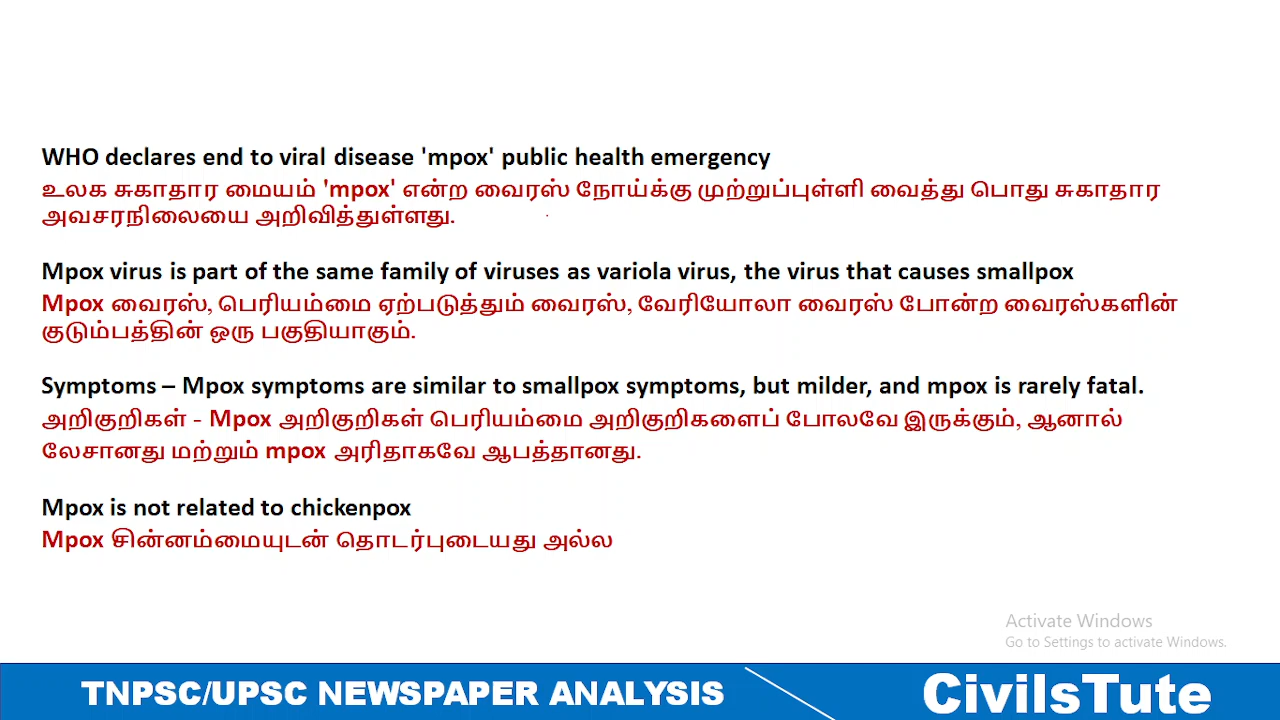 WHO declares end to viral disease 'mpox' public health emergency
உலக சுகாதார மையம் 'mpox' என்ற வைரஸ் நோய்க்கு முற்றுப்புள்ளி வைத்து பொது சுகாதார
அவசரநிலையை அறிவித்துள்ளது.
Mpox virus is part of the same family of viruses as variola virus, the virus that causes smallpox
Mpox வைரஸ், பெரியம்மை ஏற்படுத்தும் வைரஸ், வேரியோலா வைரஸ் போன்ற வைரஸ்களின்
குடும்பத்தின் ஒரு பகுதியாகும்.
Symptoms – Mpox symptoms are similar to smallpox symptoms, but milder, and mpox is rarely fatal.
அறிகுறிகள் - Mpox அறிகுறிகள் பெரியம்மை அறிகுறிகளைப் போலவே இருக்கும், ஆனால்
லேசானது மற்றும் mpox அரிதாகவே ஆபத்தானது.
Mpox is not related to chickenpox
Mpox சின்னம்மையுடன் தொடர்புடையது அல்ல
Activate Windows
Go to Settings to activate Windows.
TNPSC/UPSC NEWSPAPER ANALYSIS
CivilsTute